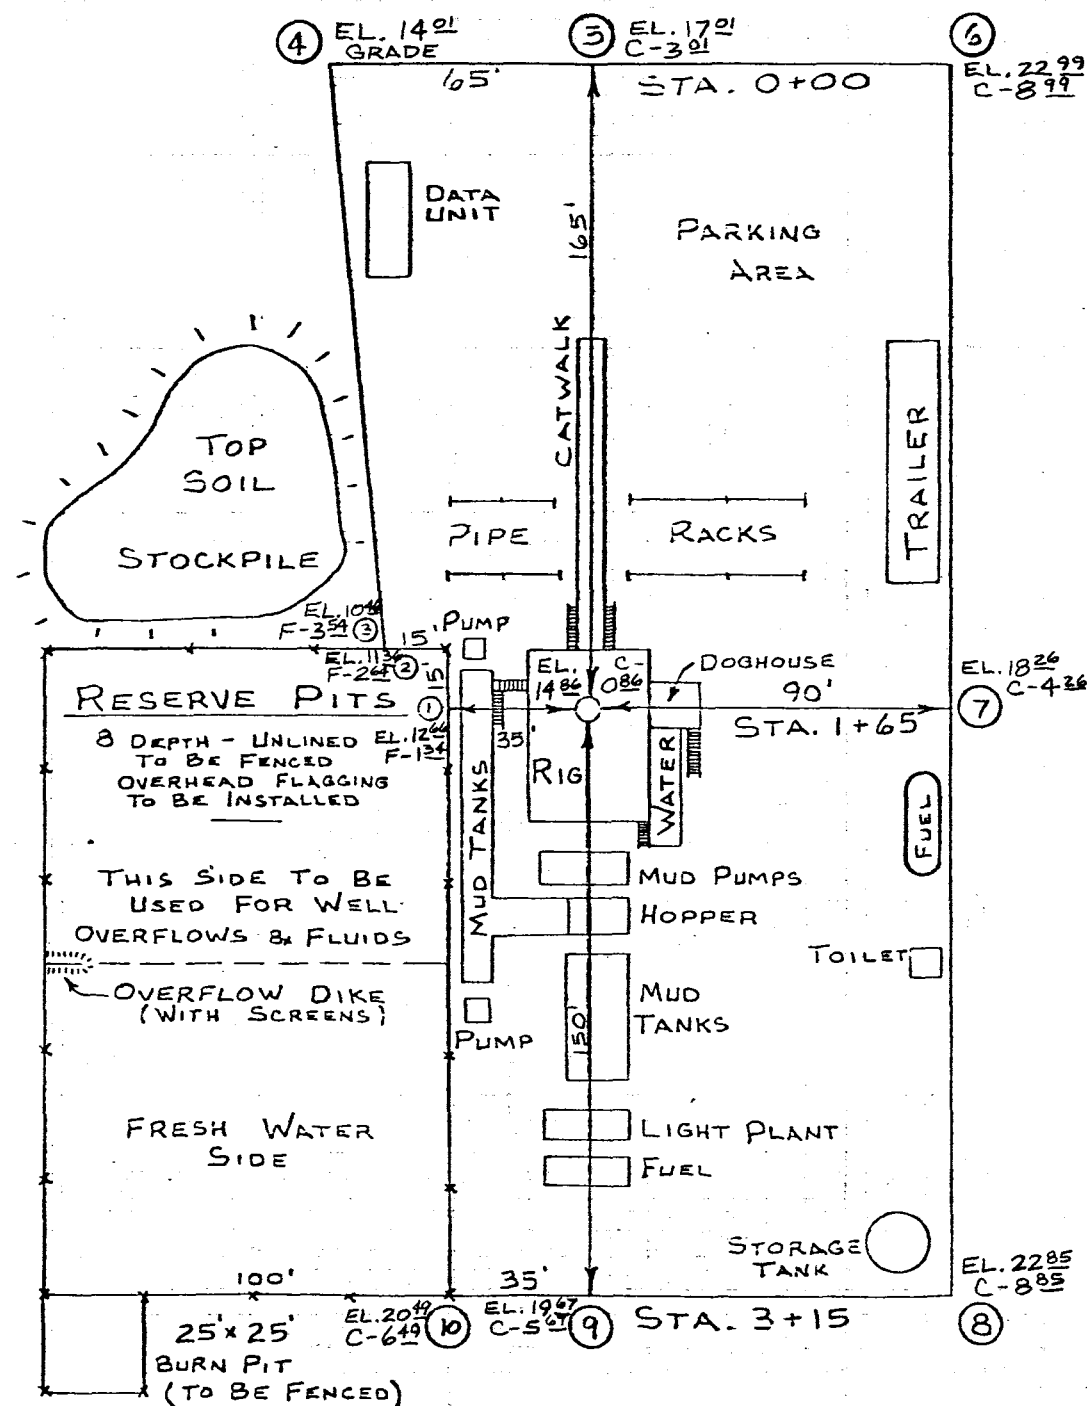 4 EL. 14 01
GRADE
5 EL. 17 01
C-3 01
6
EL. 22 99
C-8 99
65'
STA. 0+00
DATA
UNIT
165'
PARKING
AREA
CATWALK
TRAILER
TOP
SOIL
STOCKPILE
PIPE
RACKS
EL. 10 46
F-3 54 3
15'
PUMP
EL. 11 36
F-2 64 2
15'
EL.
14 86
C-
0 86
DOGHOUSE
90'
STA. 1+65
EL. 18 26
C-4 26
7
RESERVE PITS
1
8 DEPTH - UNLINED
TO BE FENCED
OVERHEAD FLAGGING
TO BE INSTALLED
EL. 12 66
F-1 34
35'
RIG
WATER
MUD TANKS
FUEL
MUD PUMPS
HOPPER
THIS SIDE TO BE
USED FOR WELL
OVERFLOWS & FLUIDS
TOILET
OVERFLOW DIKE
(WITH SCREENS)
MUD
TANKS
150'
PUMP
FRESH WATER
SIDE
LIGHT PLANT
FUEL
STORAGE
TANK
100'
35'
EL. 22 85
C-8 85
8
EL. 20 49
C-6 49
10
EL. 19 67
C-5 67
9
STA. 3+15
25' x 25'
BURN PIT
(TO BE FENCED)